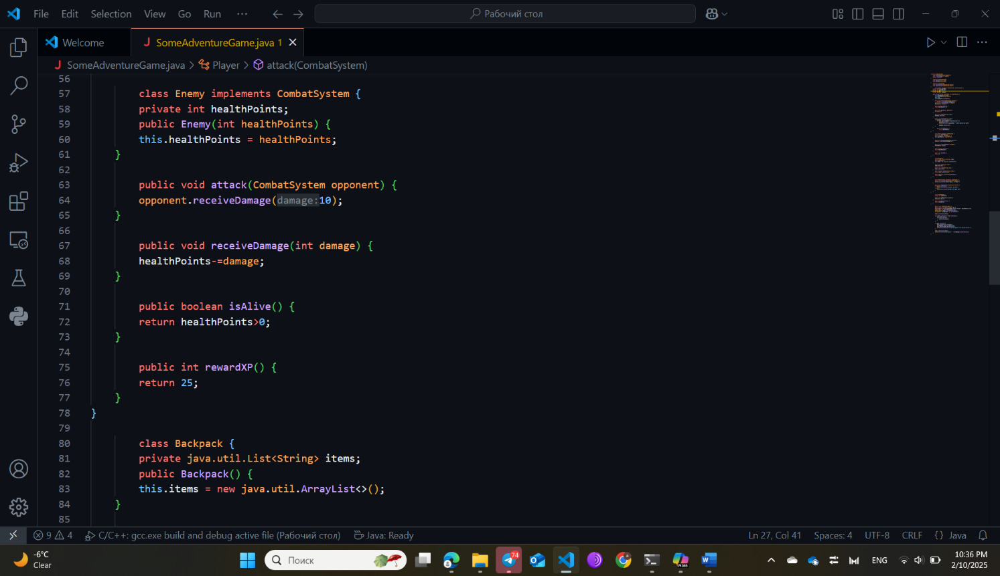 File Edit Selection View Go Run ···
Рабочий стол
Welcome
SomeAdventureGame.java 1
SomeAdventureGame.java > Player > attack(CombatSystem)
56
57 class Enemy implements CombatSystem {
58 private int healthPoints;
59 public Enemy(int healthPoints) {
60 this.healthPoints = healthPoints;
61 }
62
63 public void attack(CombatSystem opponent) {
64 opponent.receiveDamage(damage:10);
65 }
66
67 public void receiveDamage(int damage) {
68 healthPoints-=damage;
69 }
70
71 public boolean isAlive() {
72 return healthPoints>0;
73 }
74
75 public int rewardXP() {
76 return 25;
77 }
78 }
79
80 class Backpack {
81 private java.util.List<String> items;
82 public Backpack() {
83 this.items = new java.util.ArrayList<>();
84 }
85
9 4 C/C++: gcc.exe build and debug active file (Рабочий стол) Java: Ready Ln 27, Col 41 Spaces: 4 UTF-8 CRLF {} Java
-6°C
Clear
Поиск
74
M365
ENG
10:36 PM
2/10/2025